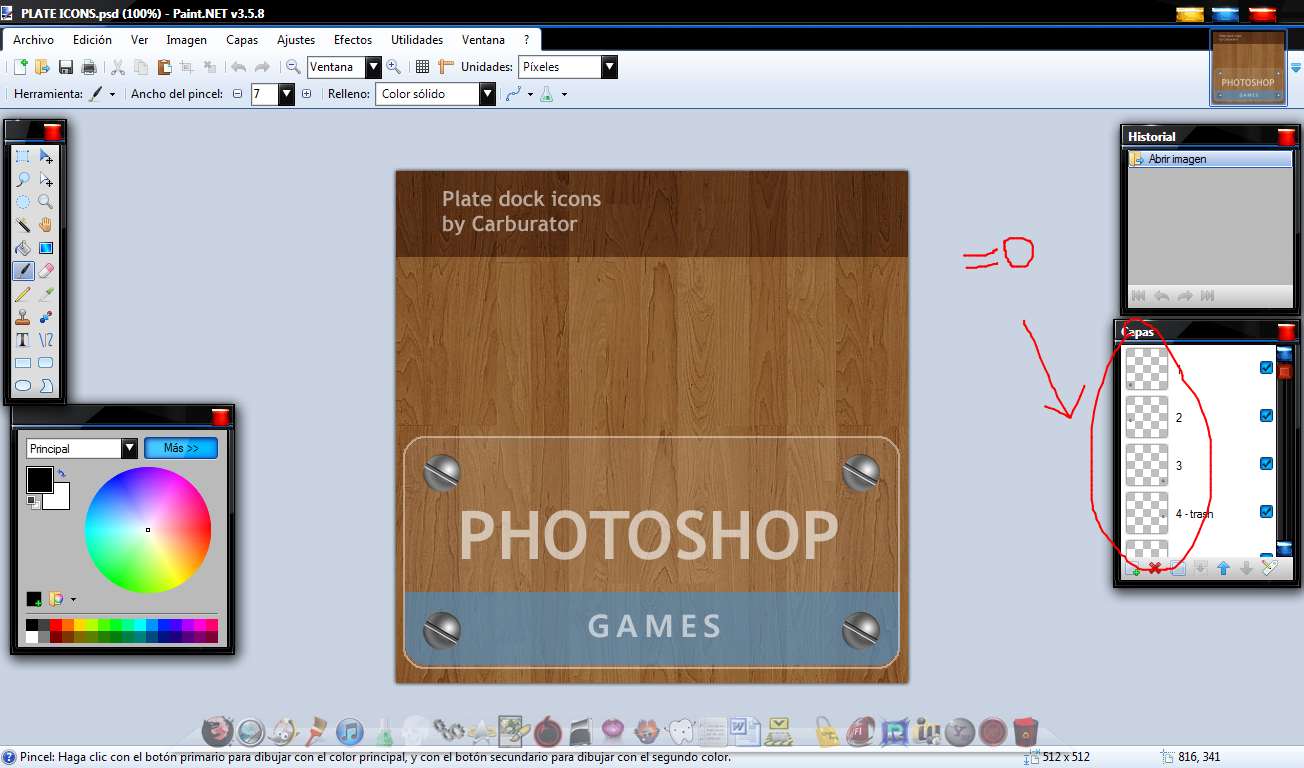 PLATE ICONS.psd (100%) - Paint.NET v3.5.8
Archivo Edición Ver Imagen Capas Ajustes Efectos Utilidades Ventana ?
Ventana Unidades: Píxeles
Herramienta: Ancho del pincel: 7 Relleno: Color sólido
PHOTOSHOP
GAMES
Historial
Abrir imagen
Plate dock icons
by Carburator
Capas
1
2
3
4 - trash
Principal
Más >>
PHOTOSHOP
GAMES
Pincel: Haga clic con el botón primario para dibujar con el color principal, y con el botón secundario para dibujar con el segundo color.
512 x 512
816, 341